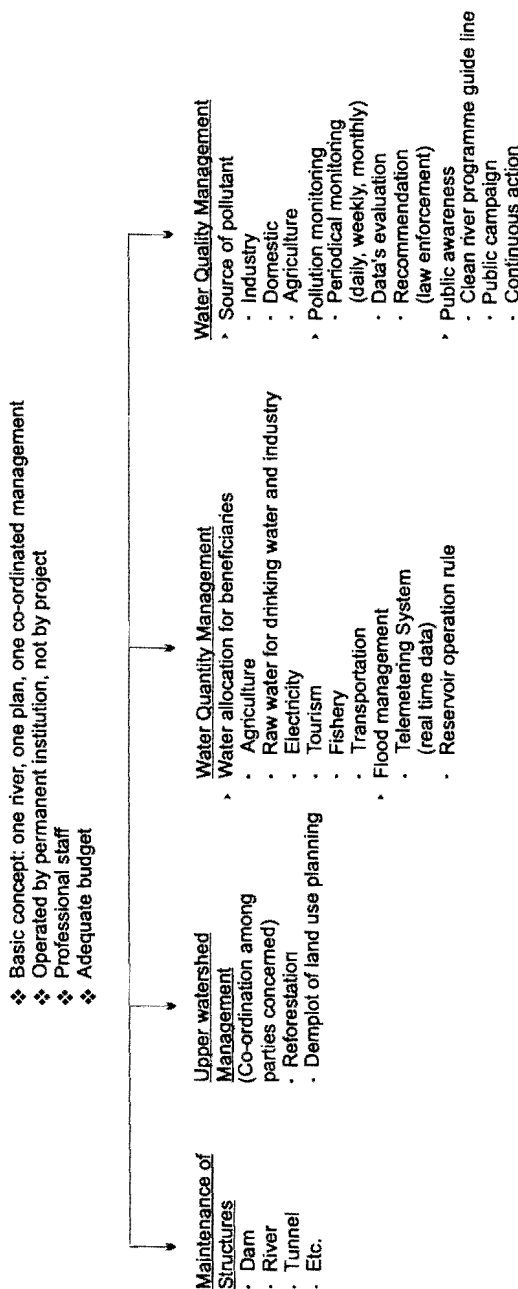 ❖ Basic concept: one river, one plan, one co-ordinated management
❖ Operated by permanent institution, not by project
❖ Professional staff
❖ Adequate budget
Maintenance of
Structures
· Dam
· River
· Tunnel
· Etc.
Upper watershed
Management
(Co-ordination among
parties concerned)
· Reforestation
· Demplot of land use planning
Water Quantity Management
‣ Water allocation for beneficiaries
· Agriculture
· Raw water for drinking water and industry
· Electricity
· Tourism
· Fishery
· Transportation
‣ Flood management
· Telemetering System
(real time data)
· Reservoir operation rule
Water Quality Management
‣ Source of pollutant
· Industry
· Domestic
· Agriculture
‣ Pollution monitoring
· Periodical monitoring
(daily, weekly, monthly)
· Data's evaluation
· Recommendation
(law enforcement)
‣ Public awareness
· Clean river programme guide line
· Public campaign
· Continuous action